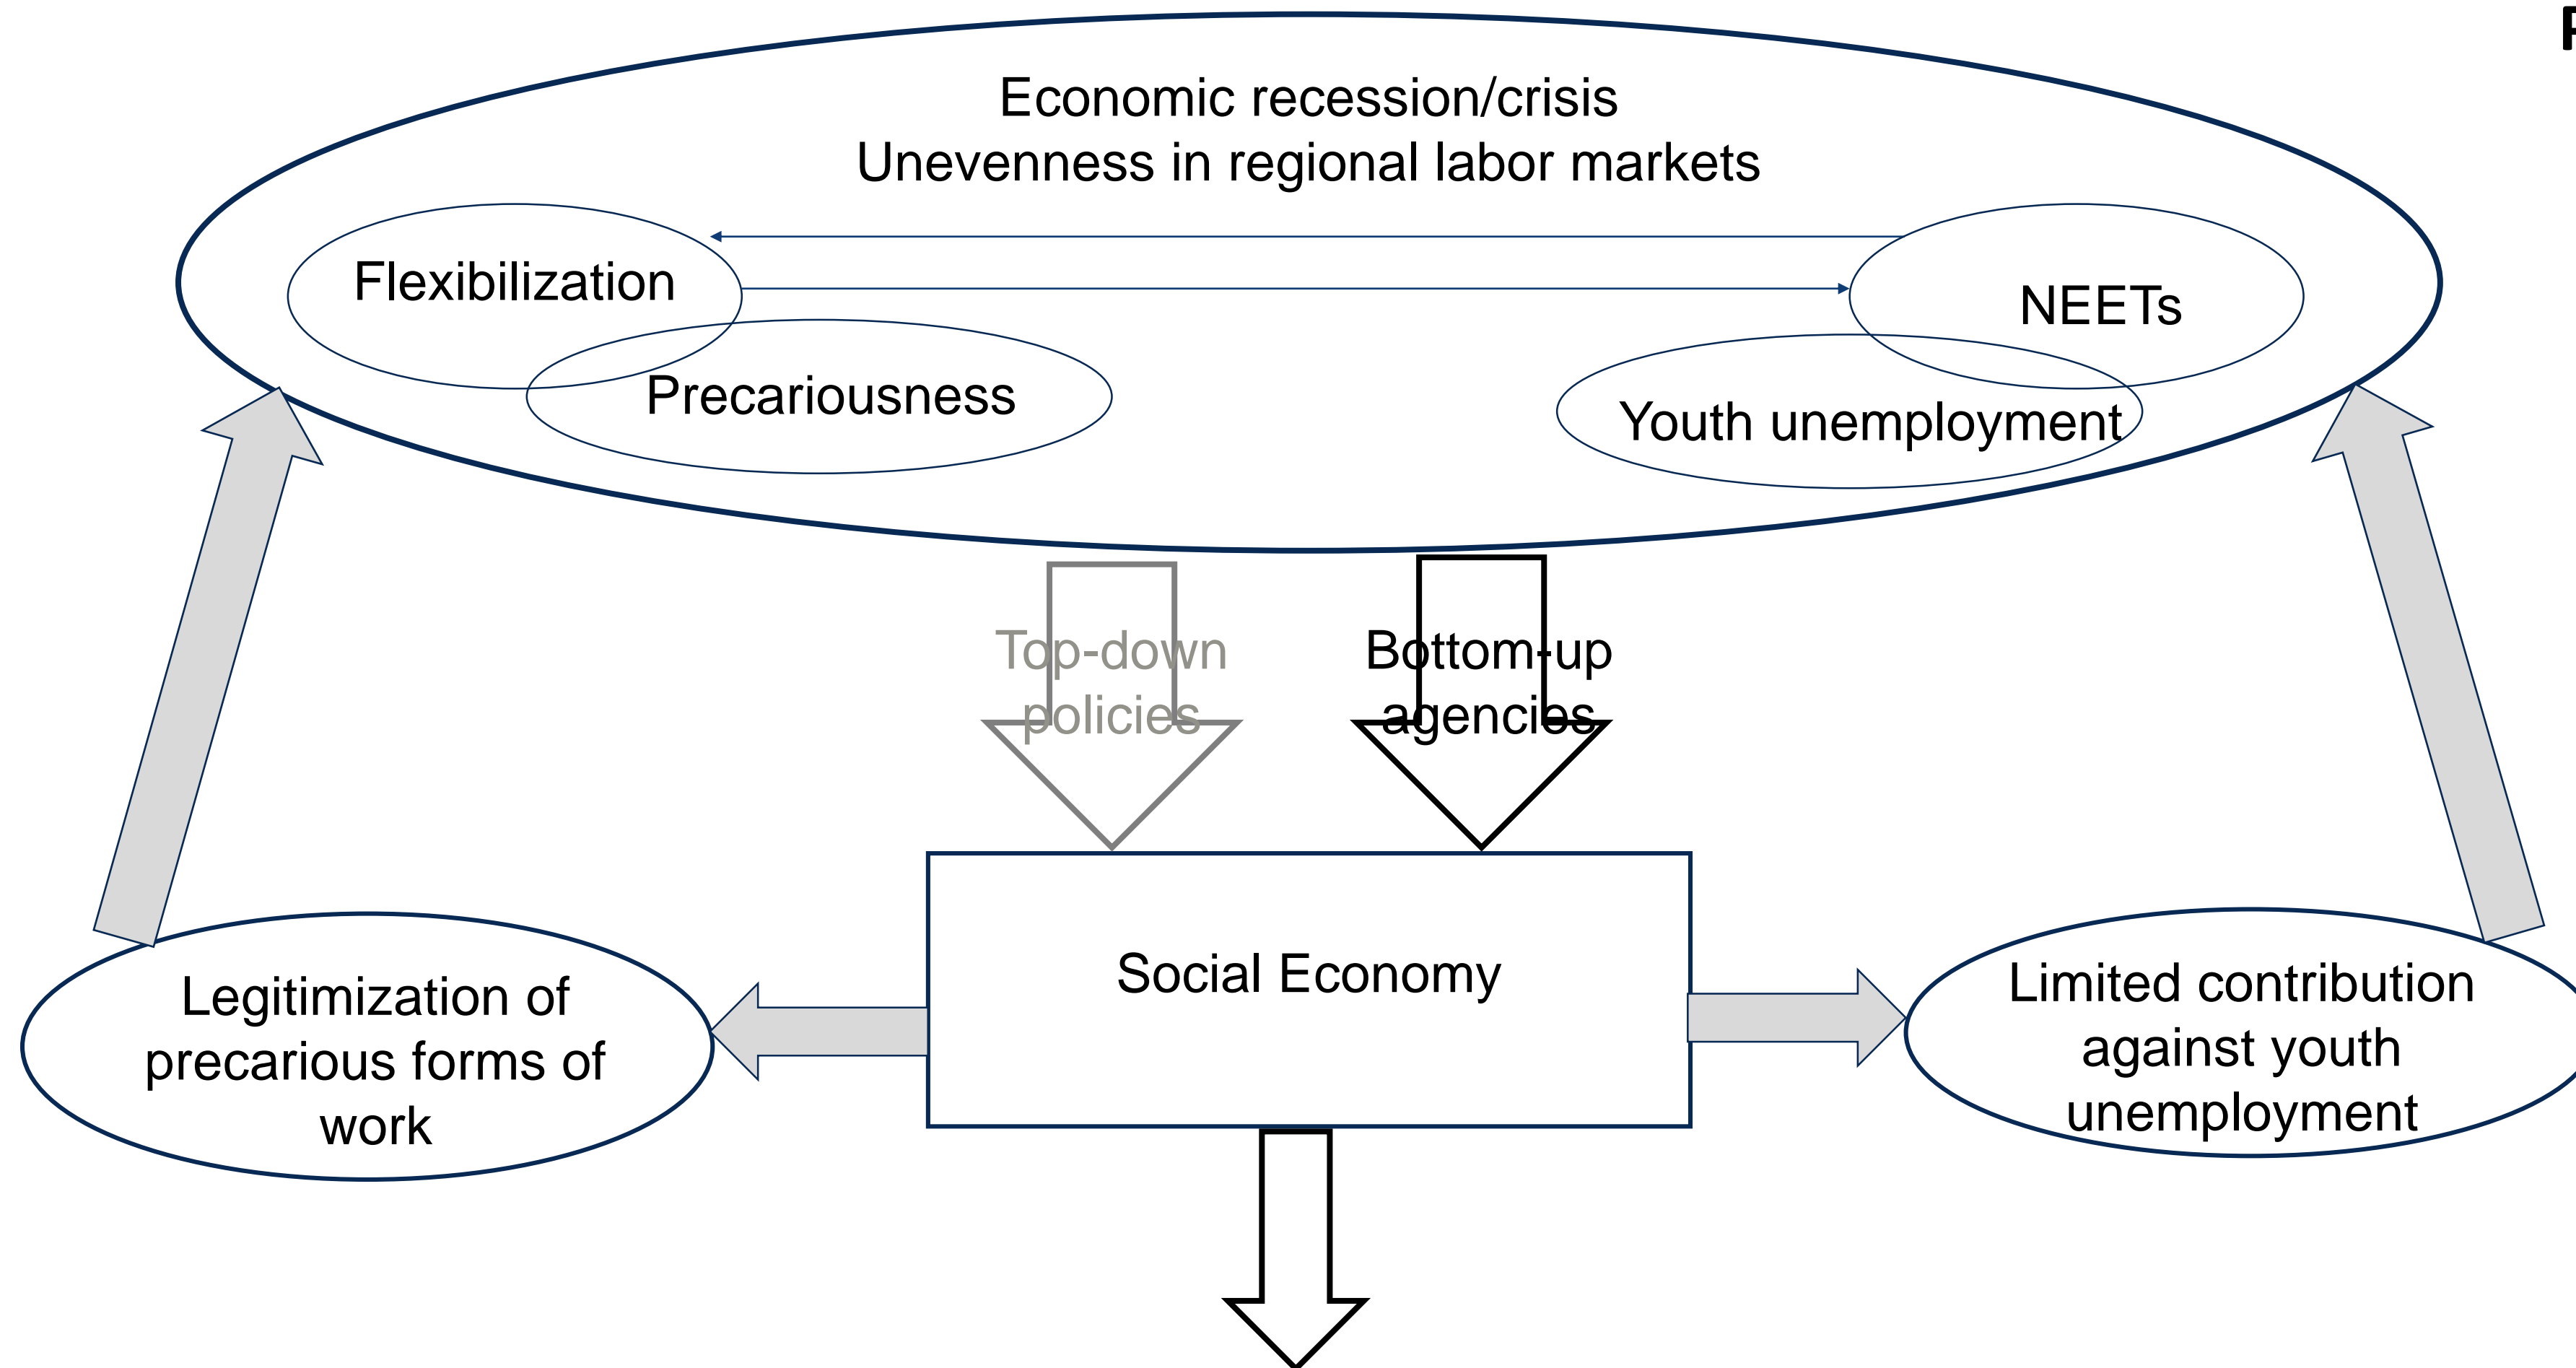 Economic recession/crisis
Unevenness in regional labor markets
Flexibilization
NEETs
Precariousness
Youth unemployment
Top-down
policies
Bottom-up
agencies
Social Economy
Legitimization of
precarious forms of
work
Limited contribution
against youth
unemployment